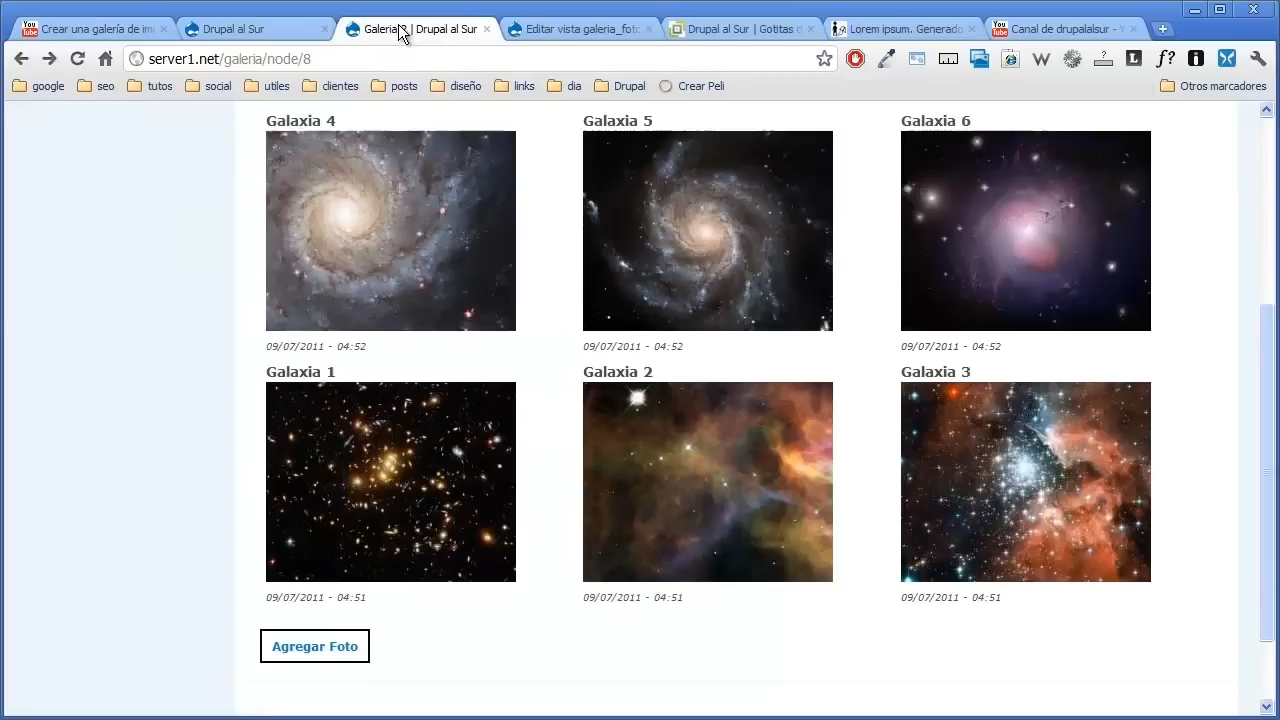 Crear una galería de im
Drupal al Sur
Galeria | Drupal al Sur
Editar vista galeria_fot
Drupal al Sur | Gotitas d
Lorem ipsum. Generado
Canal de drupalalsur - Y
server1.net/galeria/node/8
google
seo
tutos
social
utiles
clientes
posts
diseño
links
dia
Drupal
Crear Peli
Otros marcadores
Galaxia 4
Galaxia 5
Galaxia 6
09/07/2011 - 04:52
09/07/2011 - 04:52
09/07/2011 - 04:52
Galaxia 1
Galaxia 2
Galaxia 3
09/07/2011 - 04:51
09/07/2011 - 04:51
09/07/2011 - 04:51
Agregar Foto